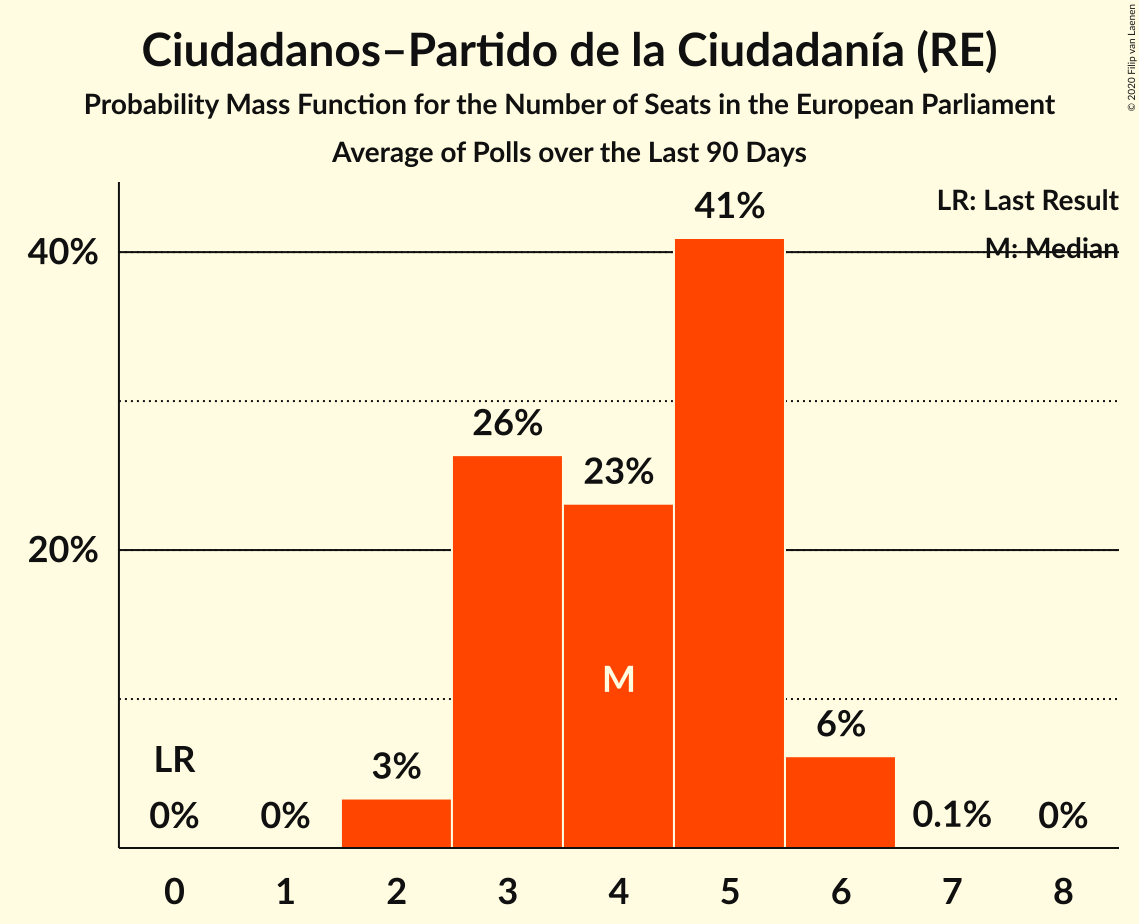 Ciudadanos–Partido de la Ciudadanía (RE)
Probability Mass Function for the Number of Seats in the European Parliament
Average of Polls over the Last 90 Days
© 2020 Filip van Laenen
LR: Last Result
M: Median
40%
20%
41%
26%
23%
M
6%
3%
LR
0%
0%
0.1%
0%
0 1 2 3 4 5 6 7 8